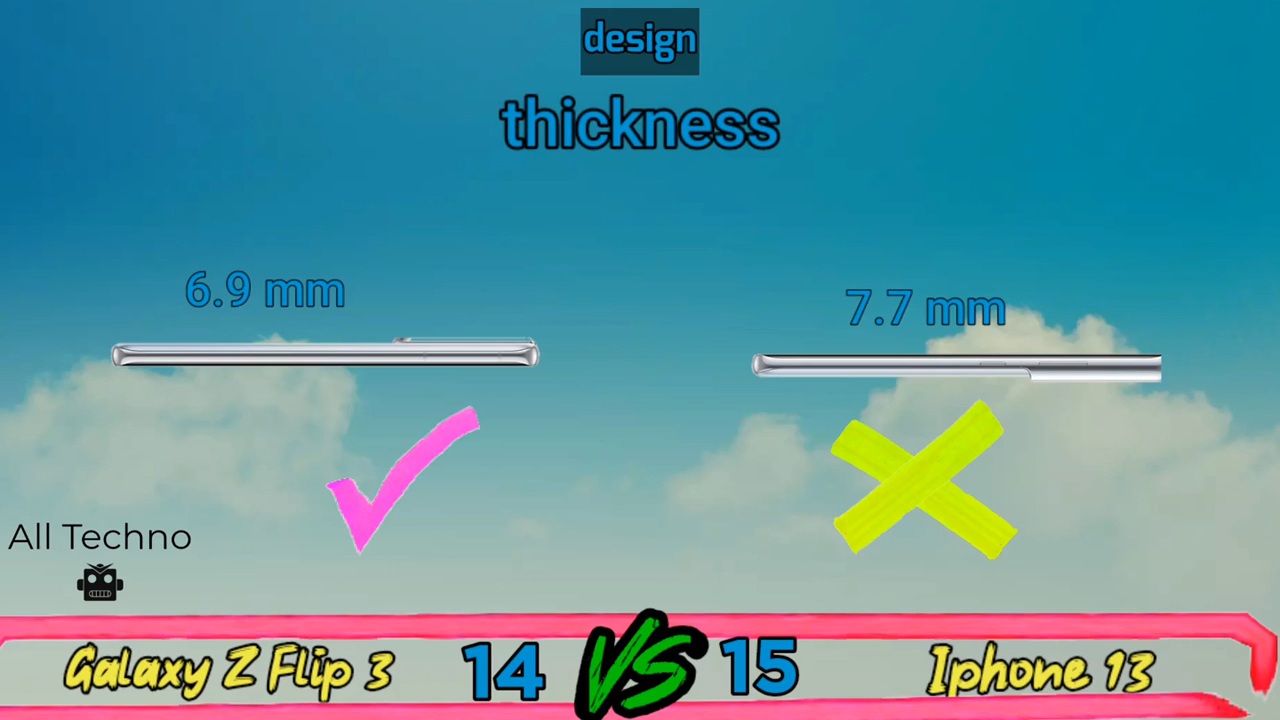 design
thickness
6.9 mm
7.7 mm
All Techno
Galaxy Z Flip 3 14 VS 15 Iphone 13